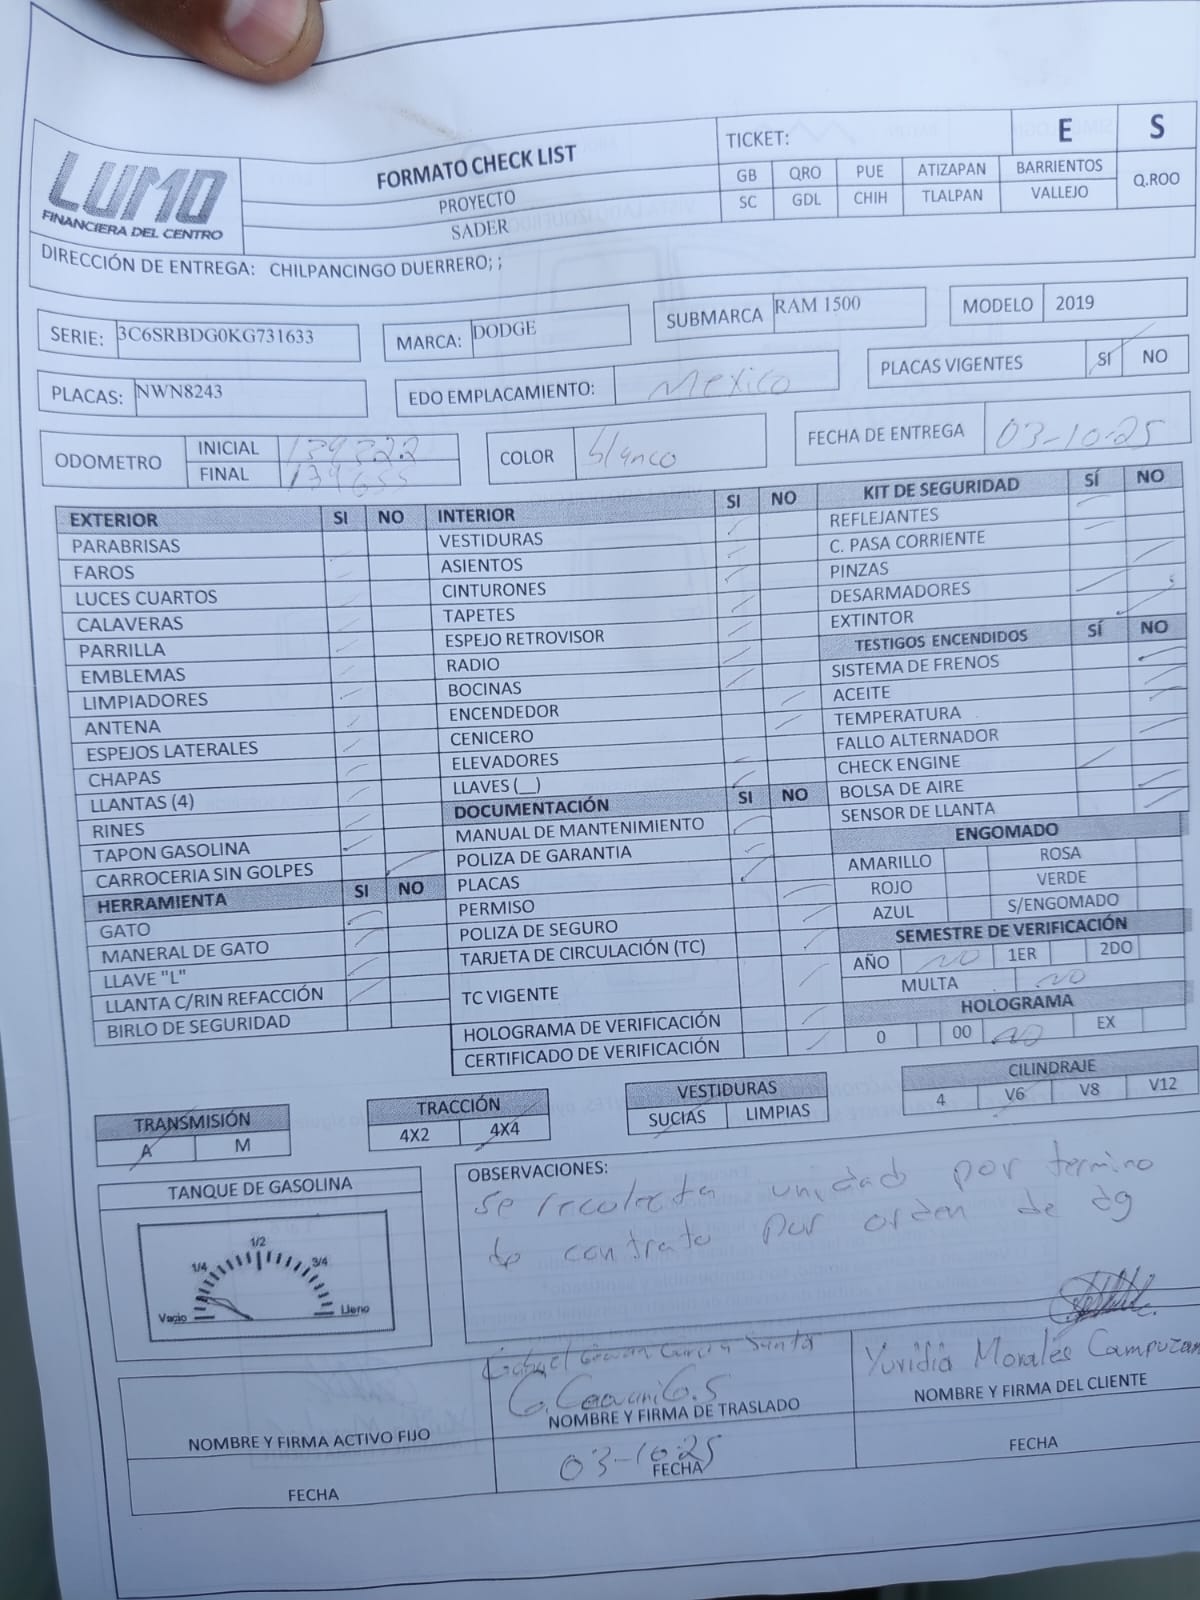 LUMO
FINANCIERA DEL CENTRO
FORMATO CHECK LIST
PROYECTO
SADER
TICKET: E S
GB QRO PUE ATIZAPAN BARRIENTOS Q.ROO
SC GDL CHIH TLALPAN VALLEJO
DIRECCIÓN DE ENTREGA: CHILPANCINGO DUERRERO; ;
SERIE: 3C6SRBDG0KG731633 MARCA: DODGE SUBMARCA RAM 1500 MODELO 2019
PLACAS: NWN8243 EDO EMPLACAMIENTO: Mexico PLACAS VIGENTES SI NO
ODOMETRO INICIAL 139322 COLOR blanco FECHA DE ENTREGA 03-10-25
FINAL
EXTERIOR SI NO
PARABRISAS
FAROS
LUCES CUARTOS
CALAVERAS
PARRILLA
EMBLEMAS
LIMPIADORES
ANTENA
ESPEJOS LATERALES
CHAPAS
LLANTAS (4)
RINES
TAPON GASOLINA
CARROCERIA SIN GOLPES
HERRAMIENTA SI NO
GATO
MANERAL DE GATO
LLAVE "L"
LLANTA C/RIN REFACCIÓN
BIRLO DE SEGURIDAD
INTERIOR SI NO
VESTIDURAS
ASIENTOS
CINTURONES
TAPETES
ESPEJO RETROVISOR
RADIO
BOCINAS
ENCENDEDOR
CENICERO
ELEVADORES
LLAVES (__)
DOCUMENTACIÓN SI NO
MANUAL DE MANTENIMIENTO
POLIZA DE GARANTIA
PLACAS
PERMISO
POLIZA DE SEGURO
TARJETA DE CIRCULACIÓN (TC)
TC VIGENTE
HOLOGRAMA DE VERIFICACIÓN
CERTIFICADO DE VERIFICACIÓN
KIT DE SEGURIDAD SÍ NO
REFLEJANTES
C. PASA CORRIENTE
PINZAS
DESARMADORES
EXTINTOR
TESTIGOS ENCENDIDOS SÍ NO
SISTEMA DE FRENOS
ACEITE
TEMPERATURA
FALLO ALTERNADOR
CHECK ENGINE
BOLSA DE AIRE
SENSOR DE LLANTA
ENGOMADO
AMARILLO ROSA
ROJO VERDE
AZUL S/ENGOMADO
SEMESTRE DE VERIFICACIÓN
AÑO NO 1ER 2DO
MULTA NO
HOLOGRAMA
0 00 NO EX
TRANSMISIÓN
A M
TRACCIÓN
4X2 4X4
VESTIDURAS
SUCIAS LIMPIAS
CILINDRAJE
4 V6 V8 V12
TANQUE DE GASOLINA
1/4 1/2 3/4
Vacio Lleno
OBSERVACIONES:
se recolecta unidad por termino
de contrato por orden de dg
NOMBRE Y FIRMA ACTIVO FIJO
FECHA
NOMBRE Y FIRMA DE TRASLADO
03-10-25
FECHA
Yuridia Morales Campuzan
NOMBRE Y FIRMA DEL CLIENTE
FECHA